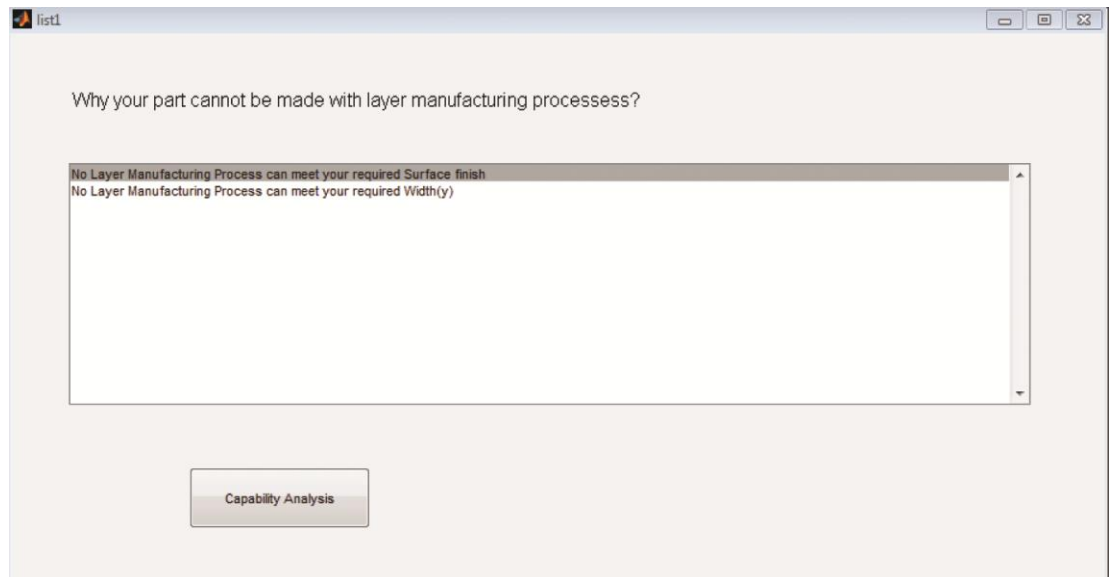 list1
Why your part cannot be made with layer manufacturing processess?
No Layer Manufacturing Process can meet your required Surface finish
No Layer Manufacturing Process can meet your required Width(y)
Capability Analysis